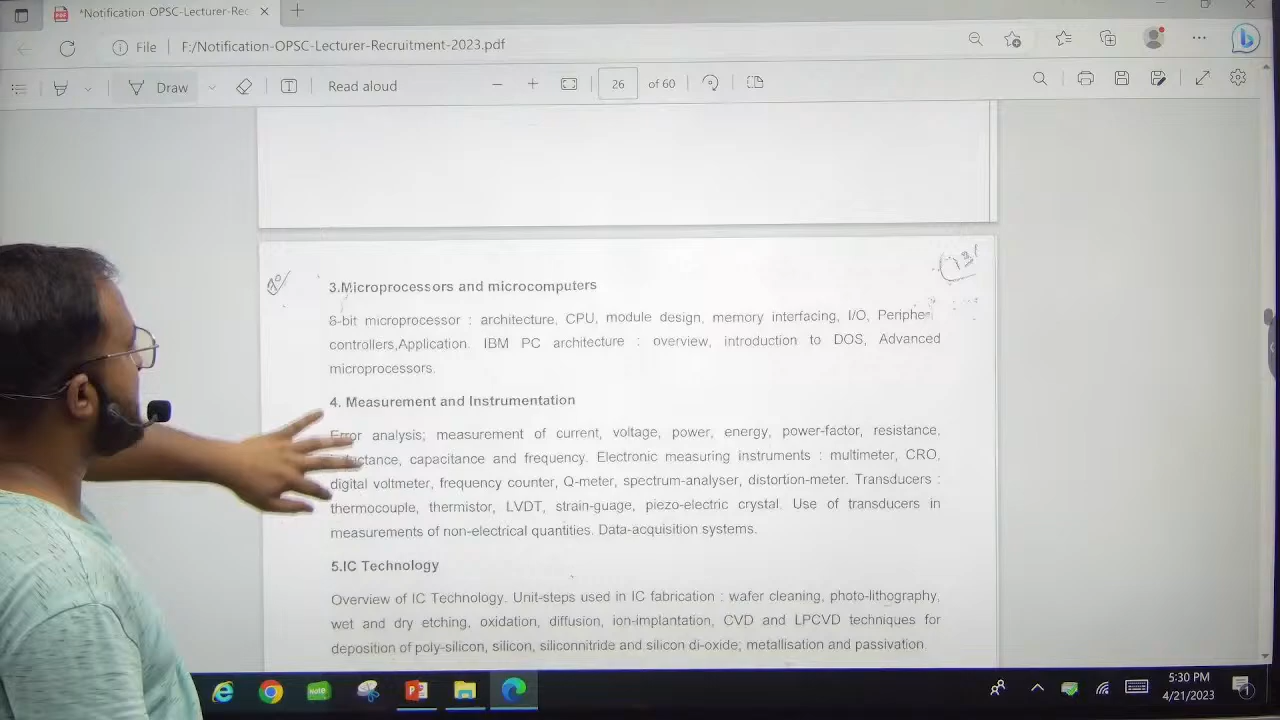 *Notification OPSC-Lecturer-Rec
File F:/Notification-OPSC-Lecturer-Recruitment-2023.pdf
Draw Read aloud 26 of 60
3.Microprocessors and microcomputers
8-bit microprocessor : architecture, CPU, module design, memory interfacing, I/O,
controllers,Application. IBM PC architecture : overview, introduction to DOS, Advanced
microprocessors.
4. Measurement and Instrumentation
Error analysis; measurement of current, voltage, power, energy, power-factor, resistance,
capacitance and frequency. Electronic measuring instruments : multimeter, CRO,
digital voltmeter, frequency counter, Q-meter, spectrum-analyser, distortion-meter. Transducers :
thermocouple, thermistor, LVDT, strain-guage, piezo-electric crystal. Use of transducers in
measurements of non-electrical quantities. Data-acquisition systems.
5.IC Technology
Overview of IC Technology. Unit-steps used in IC fabrication : wafer cleaning, photo-lithography,
wet and dry etching, oxidation, diffusion, ion-implantation, CVD and LPCVD techniques for
deposition of poly-silicon, silicon, siliconnitride and silicon di-oxide; metallisation and passivation.
5:30 PM
4/21/2023